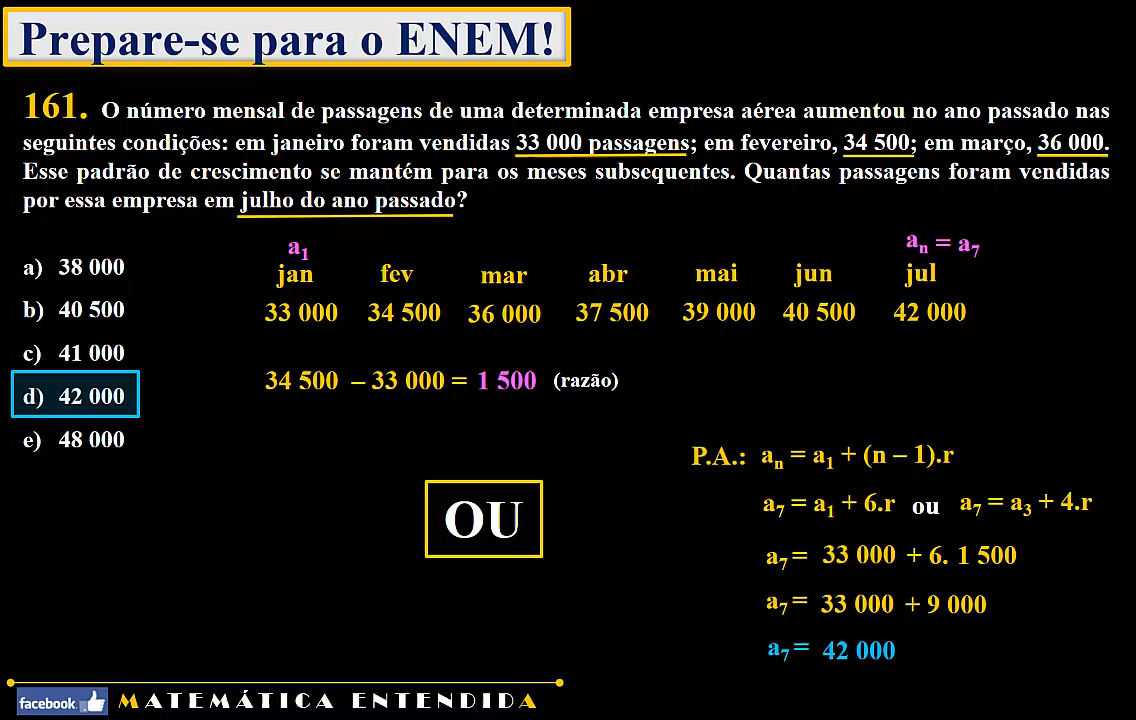 Prepare-se para o ENEM!
161. O número mensal de passagens de uma determinada empresa aérea aumentou no ano passado nas
seguintes condições: em janeiro foram vendidas 33 000 passagens; em fevereiro, 34 500; em março, 36 000.
Esse padrão de crescimento se mantém para os meses subsequentes. Quantas passagens foram vendidas
por essa empresa em julho do ano passado?
a) 38 000
b) 40 500
c) 41 000
d) 42 000
e) 48 000
a₁ aₙ = a₇
jan fev mar abr mai jun jul
33 000 34 500 36 000 37 500 39 000 40 500 42 000
34 500 – 33 000 = 1 500 (razão)
OU
P.A.: aₙ = a₁ + (n – 1).r
a₇ = a₁ + 6.r ou a₇ = a₃ + 4.r
a₇ = 33 000 + 6. 1 500
a₇ = 33 000 + 9 000
a₇ = 42 000
facebook MATEMÁTICA ENTENDIDA